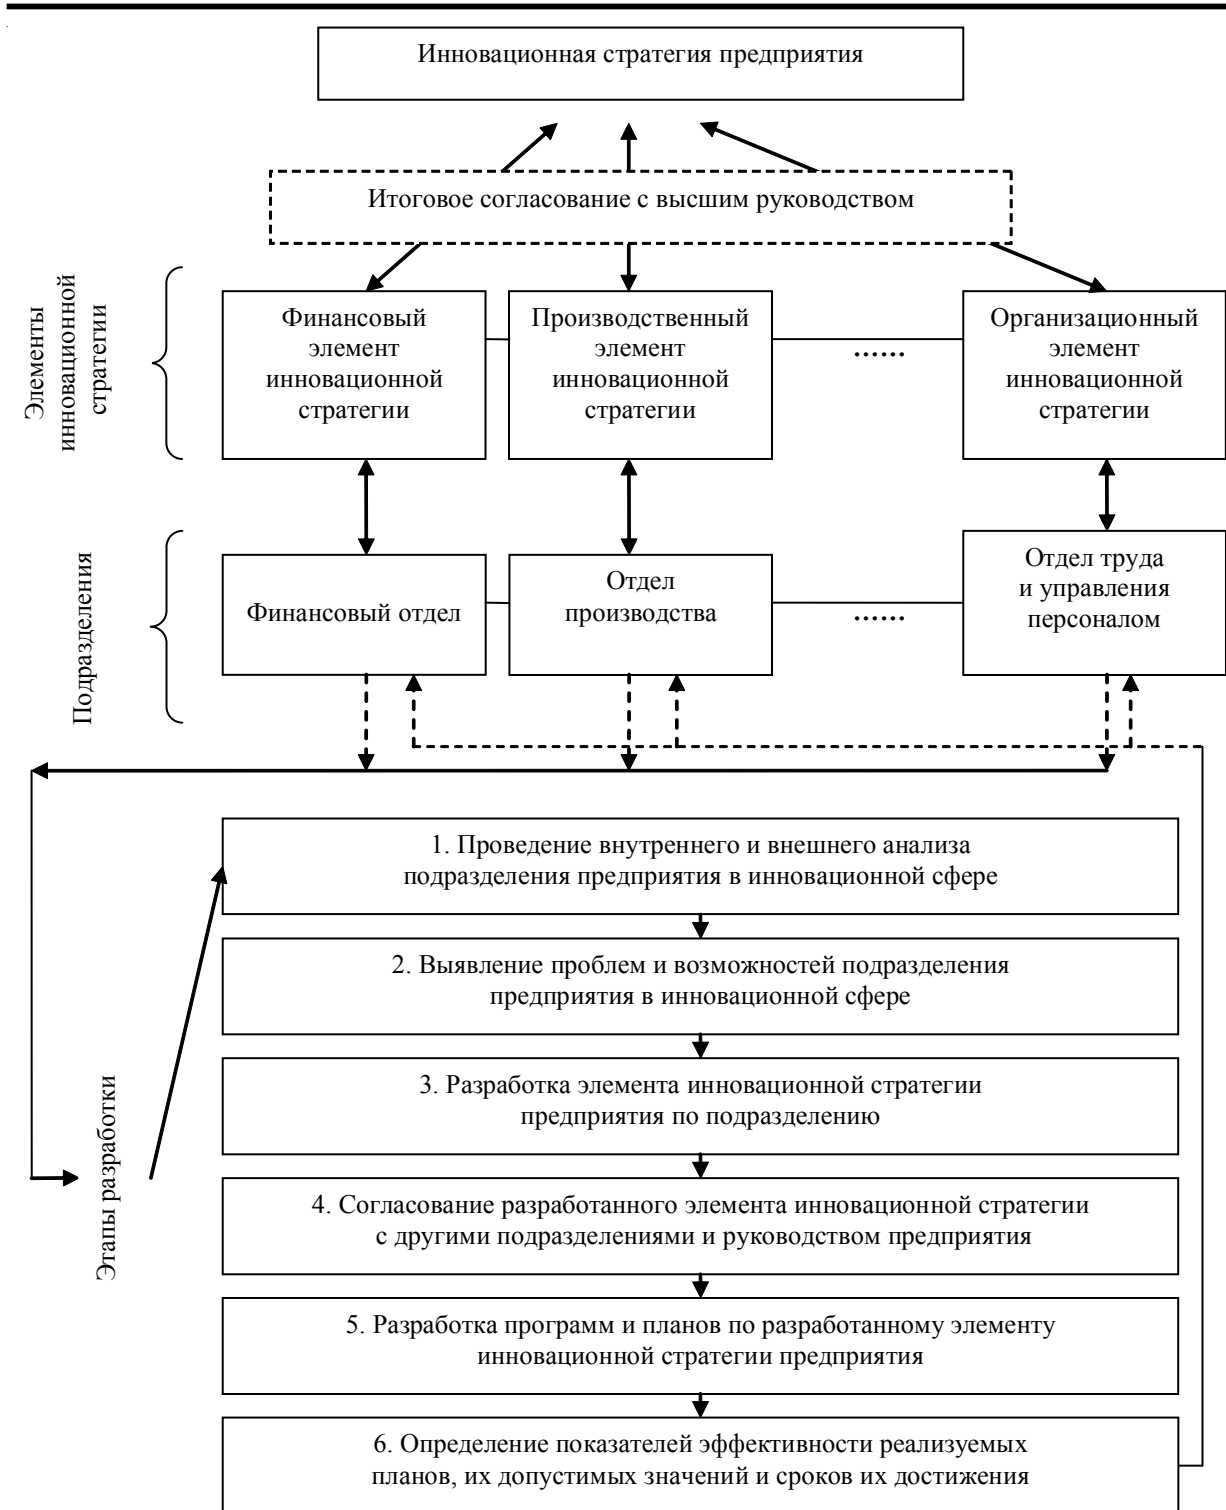 Инновационная стратегия предприятия
Итоговое согласование с высшим руководством
Элементы
инновационной
стратегии
Финансовый
элемент
инновационной
стратегии
Производственный
элемент
инновационной
стратегии
......
Организационный
элемент
инновационной
стратегии
Подразделения
Финансовый отдел
Отдел
производства
......
Отдел труда
и управления
персоналом
Этапы разработки
1. Проведение внутреннего и внешнего анализа
подразделения предприятия в инновационной сфере
2. Выявление проблем и возможностей подразделения
предприятия в инновационной сфере
3. Разработка элемента инновационной стратегии
предприятия по подразделению
4. Согласование разработанного элемента инновационной стратегии
с другими подразделениями и руководством предприятия
5. Разработка программ и планов по разработанному элементу
инновационной стратегии предприятия
6. Определение показателей эффективности реализуемых
планов, их допустимых значений и сроков их достижения